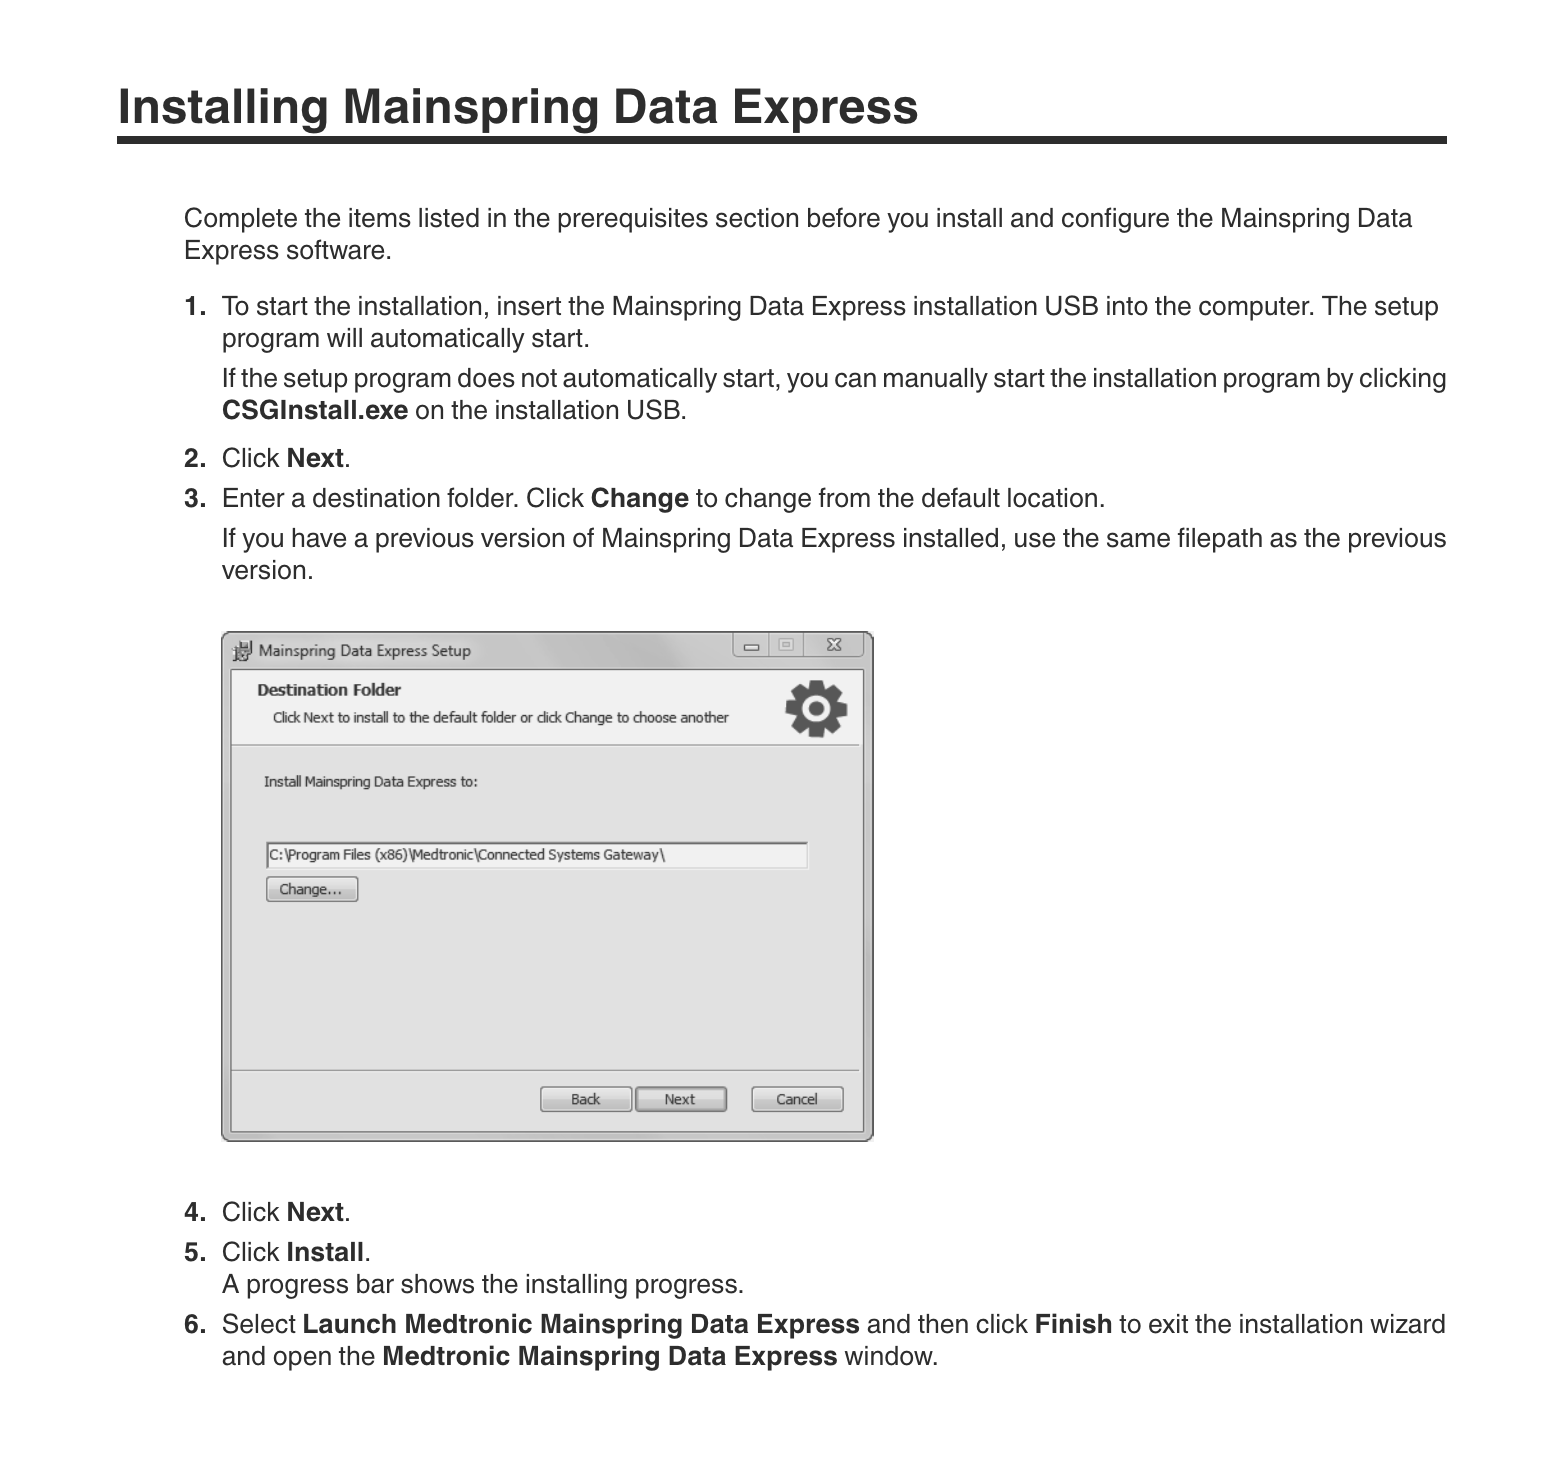 Installing Mainspring Data Express
Complete the items listed in the prerequisites section before you install and configure the Mainspring Data
Express software.
1. To start the installation, insert the Mainspring Data Express installation USB into the computer. The setup
program will automatically start.
If the setup program does not automatically start, you can manually start the installation program by clicking
CSGInstall.exe on the installation USB.
2. Click Next.
3. Enter a destination folder. Click Change to change from the default location.
If you have a previous version of Mainspring Data Express installed, use the same filepath as the previous
version.
Mainspring Data Express Setup
Destination Folder
Click Next to install to the default folder or click Change to choose another
Install Mainspring Data Express to:
C:\Program Files (x86)\Medtronic\Connected Systems Gateway\
Change...
Back Next Cancel
4. Click Next.
5. Click Install.
A progress bar shows the installing progress.
6. Select Launch Medtronic Mainspring Data Express and then click Finish to exit the installation wizard
and open the Medtronic Mainspring Data Express window.